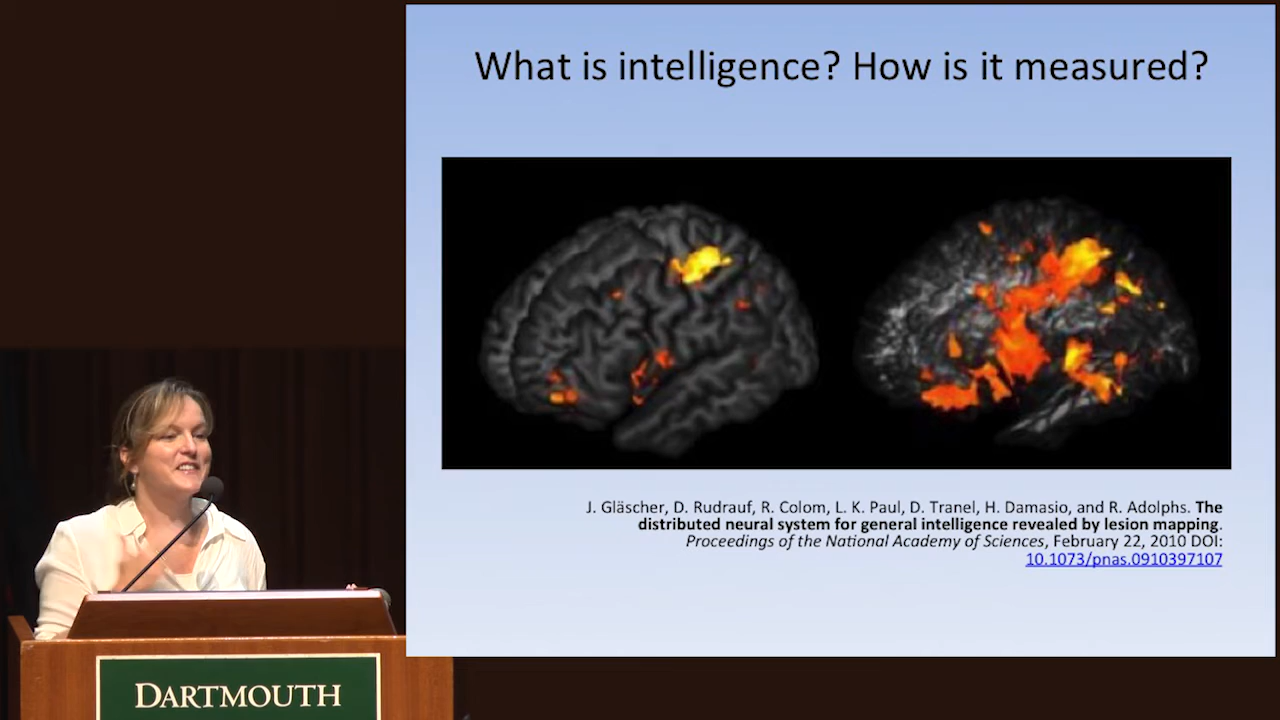 What is intelligence? How is it measured?
J. Gläscher, D. Rudrauf, R. Colom, L. K. Paul, D. Tranel, H. Damasio, and R. Adolphs. The
distributed neural system for general intelligence revealed by lesion mapping.
Proceedings of the National Academy of Sciences, February 22, 2010 DOI:
10.1073/pnas.0910397107
DARTMOUTH